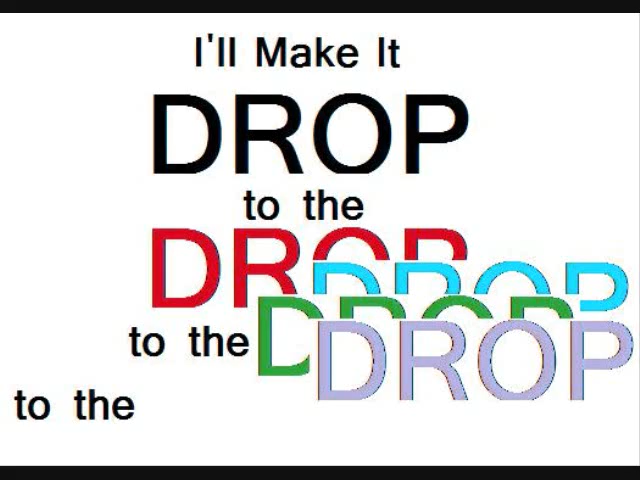 I'll Make It
DROP
to the
DROP
DROP
to the DROP
DROP
to the